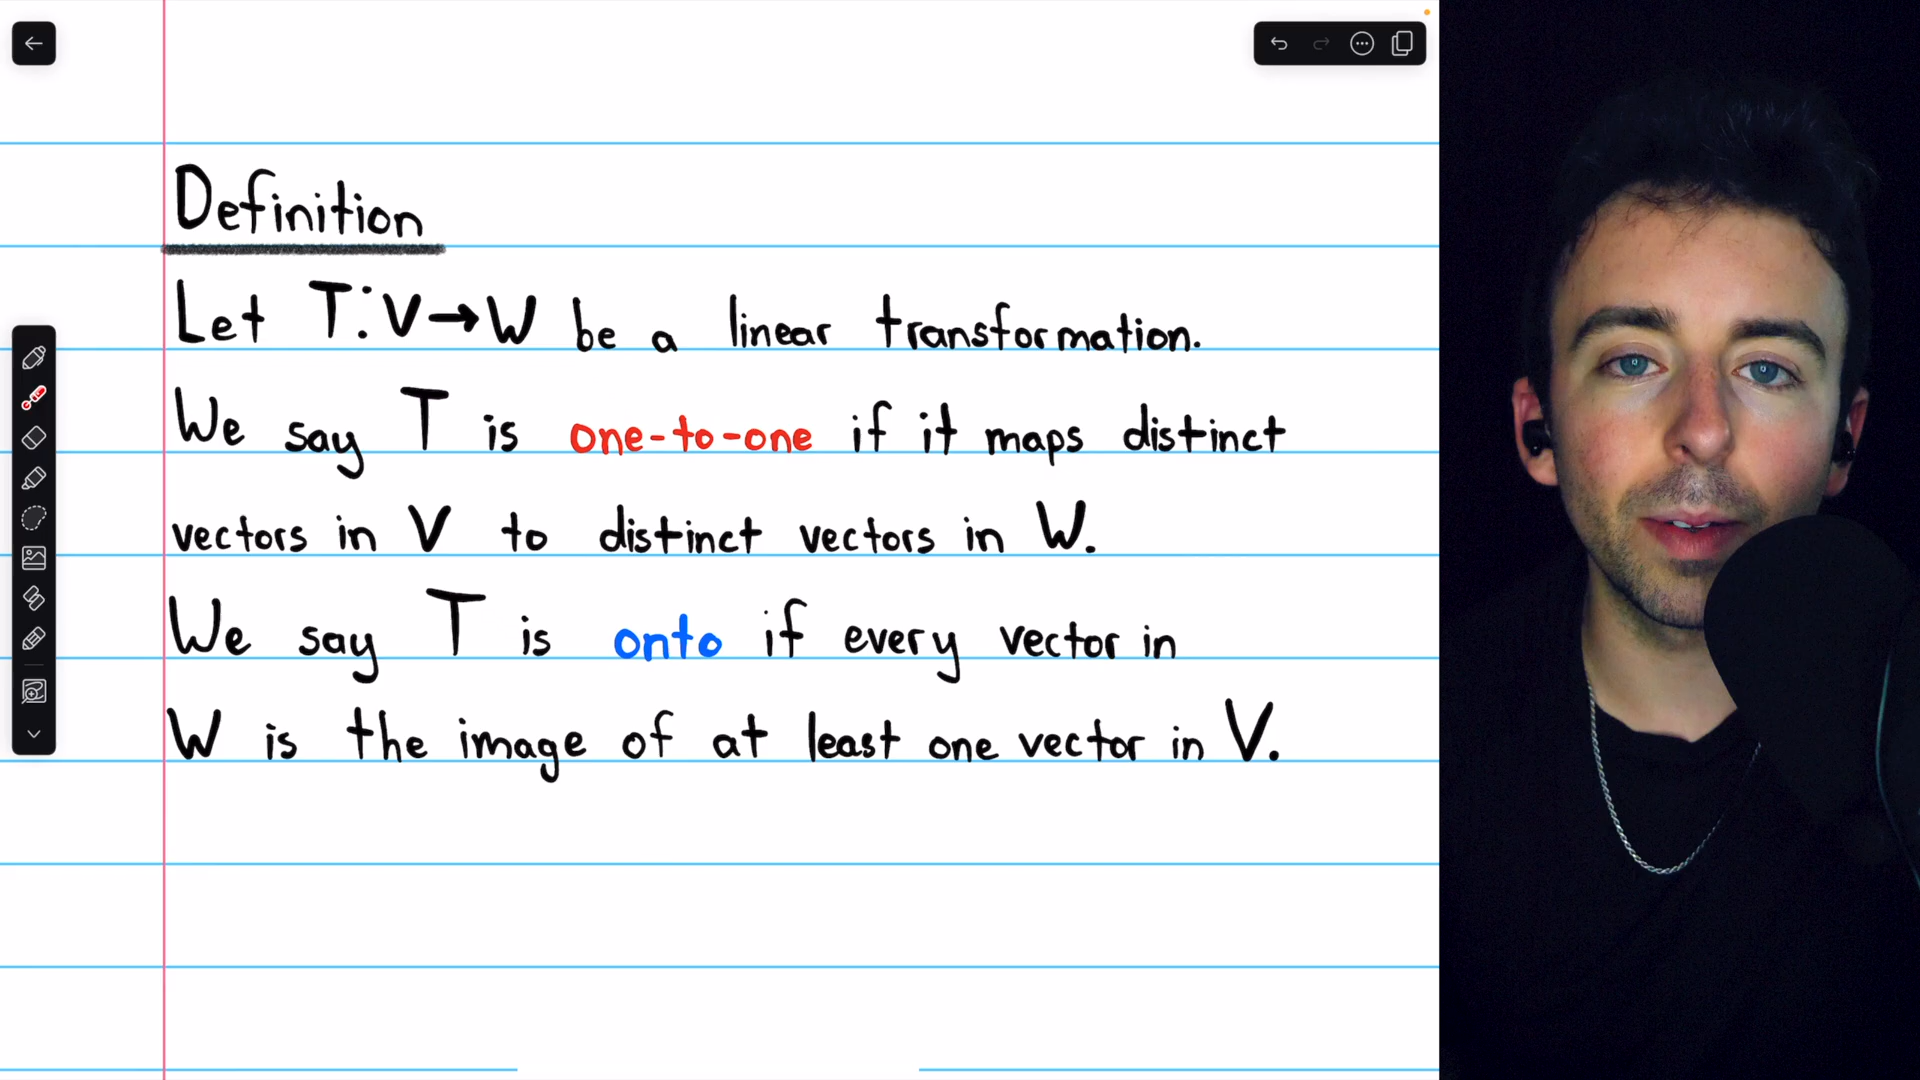 Definition
Let T:V→W be a linear transformation.
We say T is one-to-one if it maps distinct
vectors in V to distinct vectors in W.
We say T is onto if every vector in
W is the image of at least one vector in V.